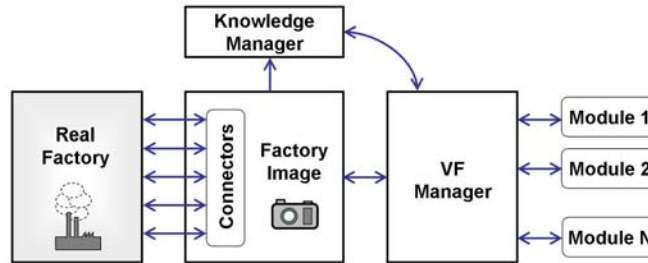 Knowledge
Manager
Real
Factory
Connectors
Factory
Image
VF
Manager
Module 1
Module 2
Module N